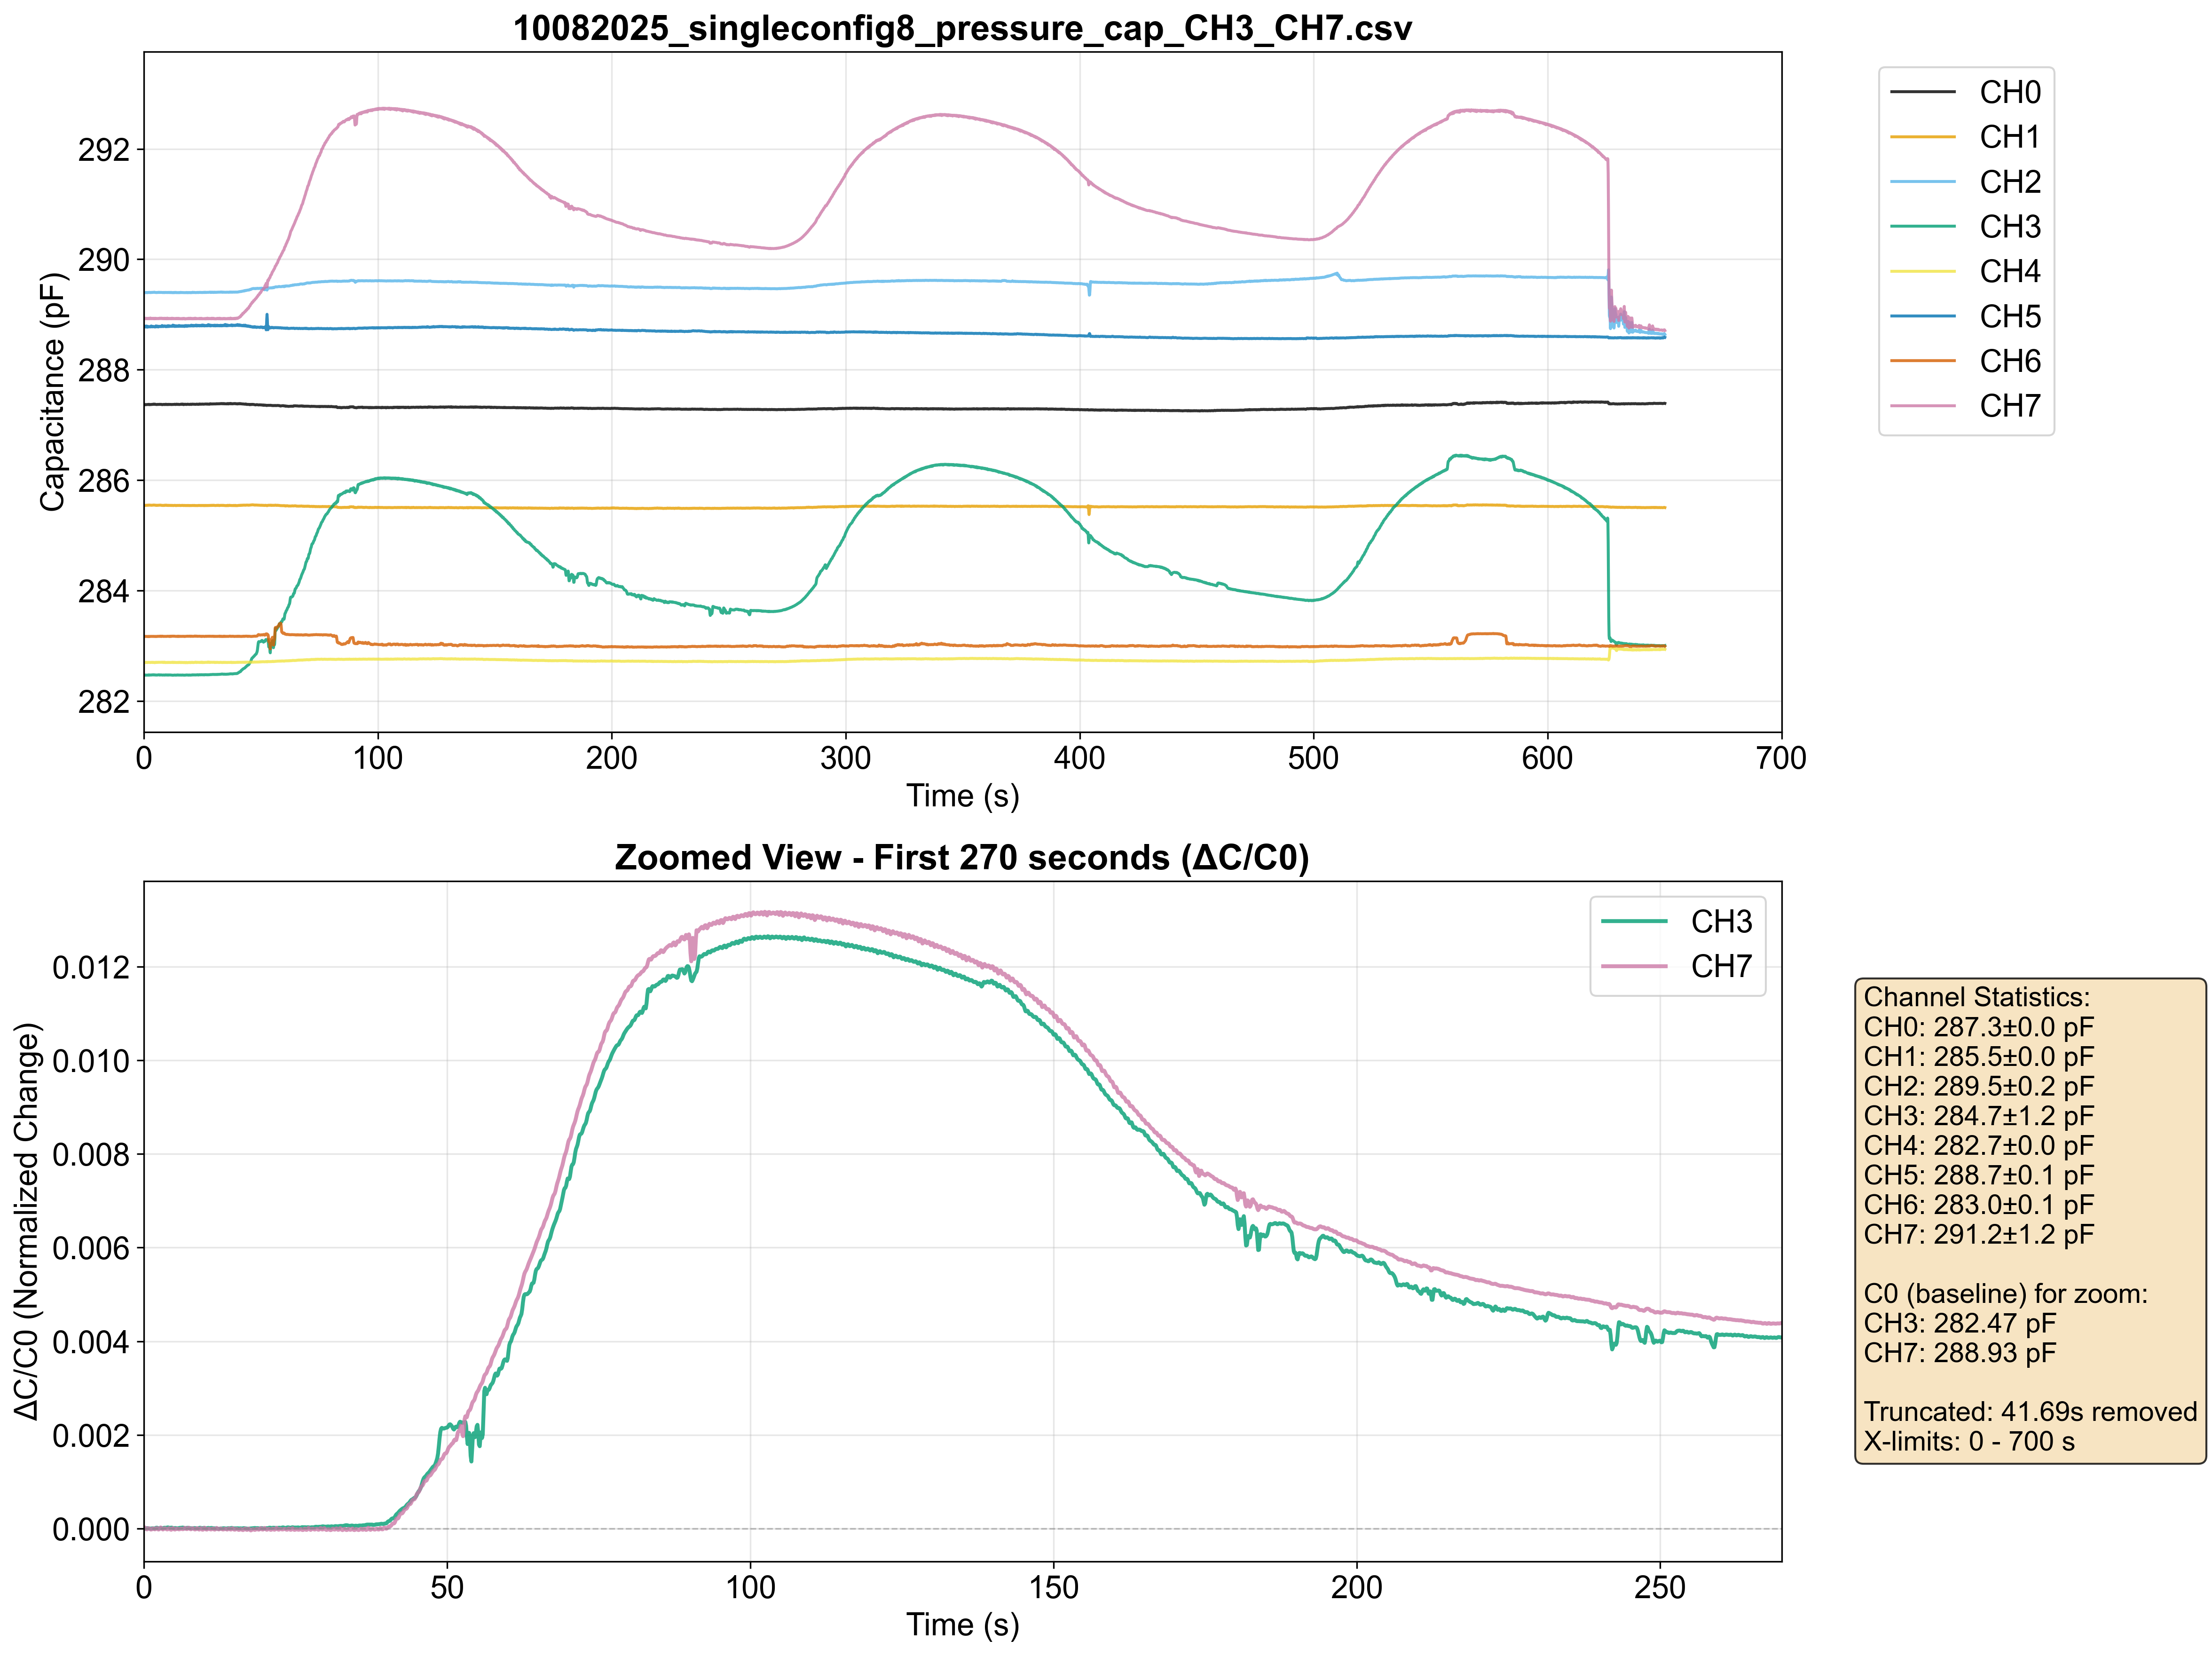 10082025_singleconfig8_pressure_cap_CH3_CH7.csv
Capacitance (pF)
292
290
288
286
284
282
0 100 200 300 400 500 600 700
Time (s)
CH0
CH1
CH2
CH3
CH4
CH5
CH6
CH7
Zoomed View - First 270 seconds (ΔC/C0)
ΔC/C0 (Normalized Change)
0.012
0.010
0.008
0.006
0.004
0.002
0.000
0 50 100 150 200 250
Time (s)
CH3
CH7
Channel Statistics:
CH0: 287.3±0.0 pF
CH1: 285.5±0.0 pF
CH2: 289.5±0.2 pF
CH3: 284.7±1.2 pF
CH4: 282.7±0.0 pF
CH5: 288.7±0.1 pF
CH6: 283.0±0.1 pF
CH7: 291.2±1.2 pF
C0 (baseline) for zoom:
CH3: 282.47 pF
CH7: 288.93 pF
Truncated: 41.69s removed
X-limits: 0 - 700 s